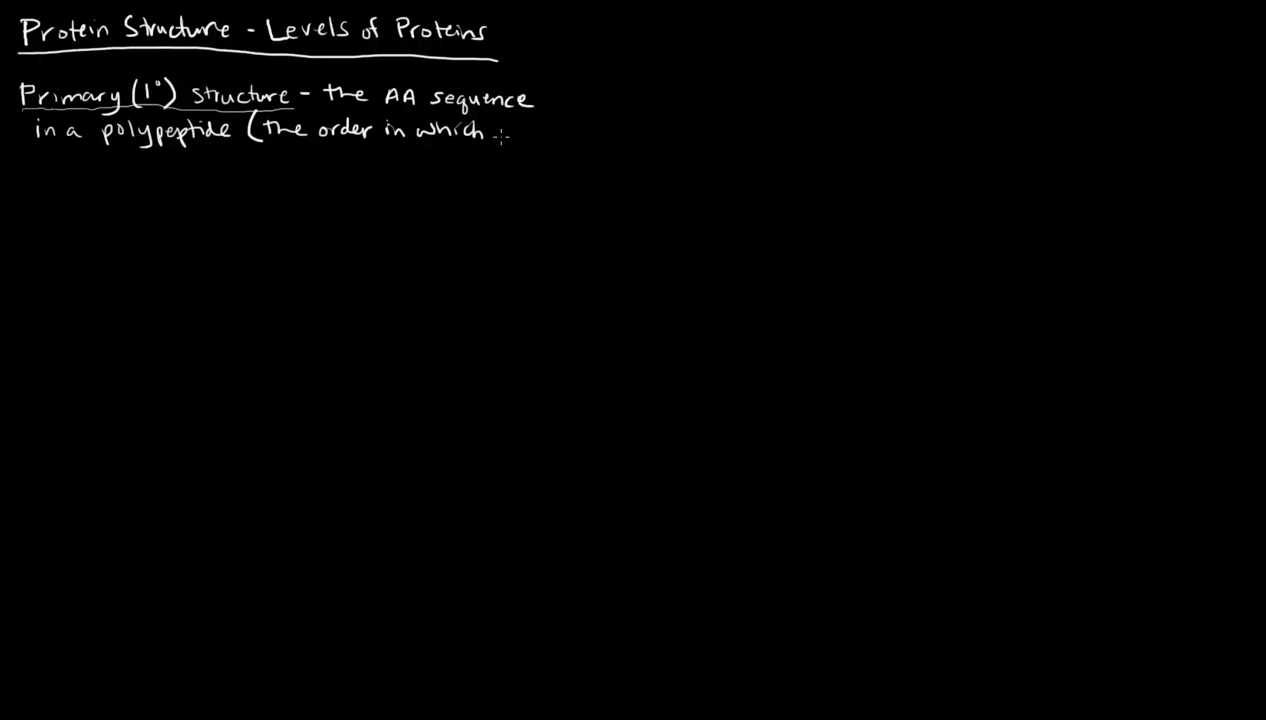 Protein Structure - Levels of Proteins
Primary (1°) structure - the AA sequence
in a polypeptide (the order in which